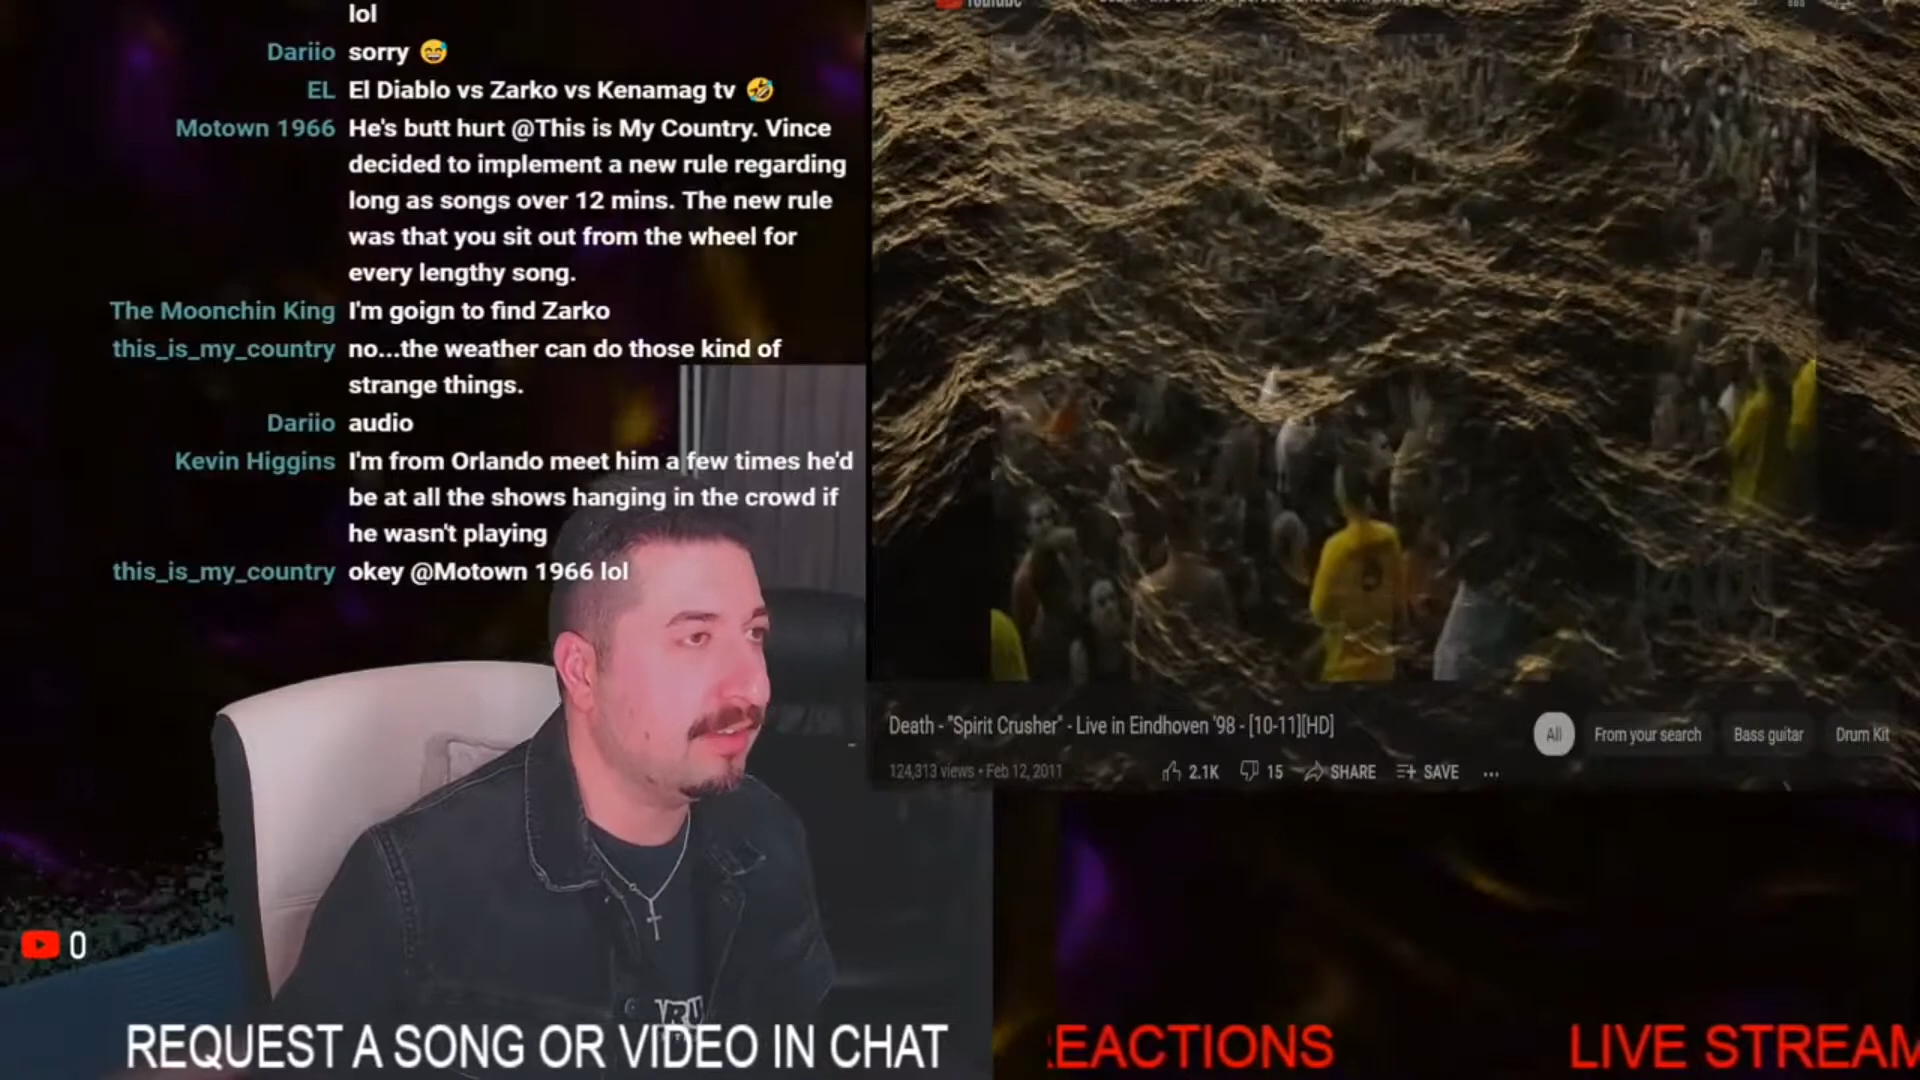 lol
Dariio sorry 😅
EL El Diablo vs Zarko vs Kenamag tv 🤣
Motown 1966 He's butt hurt @This is My Country. Vince
decided to implement a new rule regarding
long as songs over 12 mins. The new rule
was that you sit out from the wheel for
every lengthy song.
The Moonchin King I'm goign to find Zarko
this_is_my_country no...the weather can do those kind of
strange things.
Dariio audio
Kevin Higgins I'm from Orlando meet him a few times he'd
be at all the shows hanging in the crowd if
he wasn't playing
this_is_my_country okey @Motown 1966 lol
Death - "Spirit Crusher" - Live in Eindhoven '98 - [10-11][HD]
124,313 views • Feb 12, 2011
2.1K 15 SHARE SAVE ...
All From your search Bass guitar Drum Kit
0
REQUEST A SONG OR VIDEO IN CHAT
EACTIONS LIVE STREAM